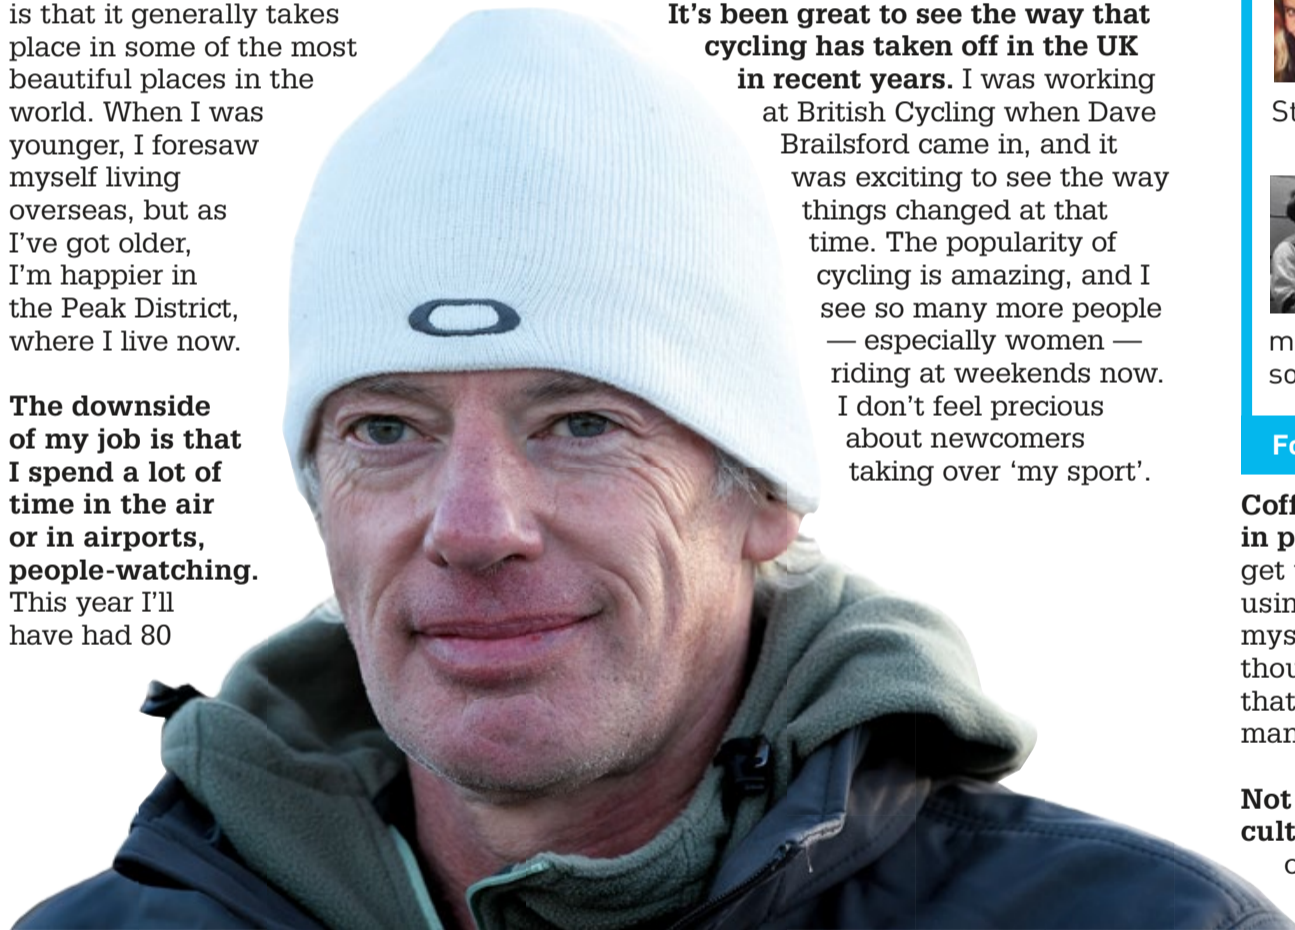 is that it generally takes
place in some of the most
beautiful places in the
world. When I was
younger, I foresaw
myself living
overseas, but as
I've got older,
I'm happier in
the Peak District,
where I live now.
The downside
of my job is that
I spend a lot of
time in the air
or in airports,
people-watching.
This year I'll
have had 80
It's been great to see the way that
cycling has taken off in the UK
in recent years. I was working
at British Cycling when Dave
Brailsford came in, and it
was exciting to see the way
things changed at that
time. The popularity of
cycling is amazing, and I
see so many more people
— especially women —
riding at weekends now.
I don't feel precious
about newcomers
taking over 'my sport'.
in
get
Not